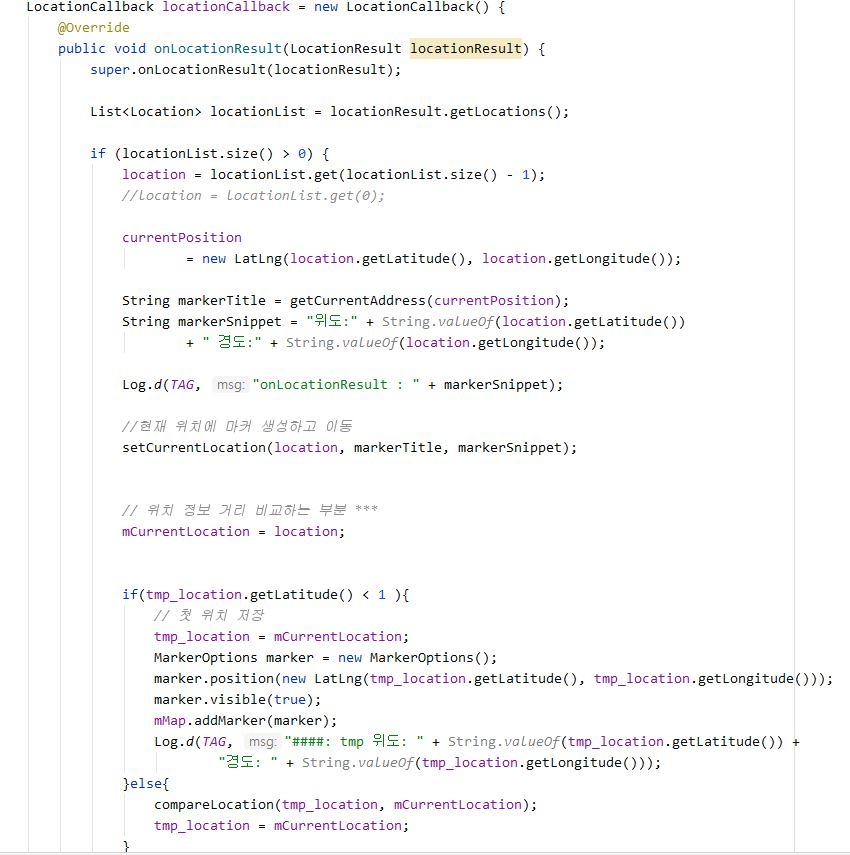 LocationCallback locationCallback = new LocationCallback() {
@Override
public void onLocationResult(LocationResult locationResult) {
super.onLocationResult(locationResult);
List<Location> locationList = locationResult.getLocations();
if (locationList.size() > 0) {
location = locationList.get(locationList.size() - 1);
//location = locationList.get(0);
currentPosition
= new LatLng(location.getLatitude(), location.getLongitude());
String markerTitle = getCurrentAddress(currentPosition);
String markerSnippet = "위도:" + String.valueOf(location.getLatitude())
+ " 경도:" + String.valueOf(location.getLongitude());
Log.d(TAG, msg: "onLocationResult : " + markerSnippet);
//현재 위치에 마커 생성하고 이동
setCurrentLocation(location, markerTitle, markerSnippet);
// 위치 정보 거리 비교하는 부분 ***
mCurrentLocation = location;
if(tmp_location.getLatitude() < 1 ){
// 첫 위치 저장
tmp_location = mCurrentLocation;
MarkerOptions marker = new MarkerOptions();
marker.position(new LatLng(tmp_location.getLatitude(), tmp_location.getLongitude()));
marker.visible(true);
mMap.addMarker(marker);
Log.d(TAG, msg: "####: tmp 위도: " + String.valueOf(tmp_location.getLatitude()) +
"경도: " + String.valueOf(tmp_location.getLongitude()));
}else{
compareLocation(tmp_location, mCurrentLocation);
tmp_location = mCurrentLocation;
}